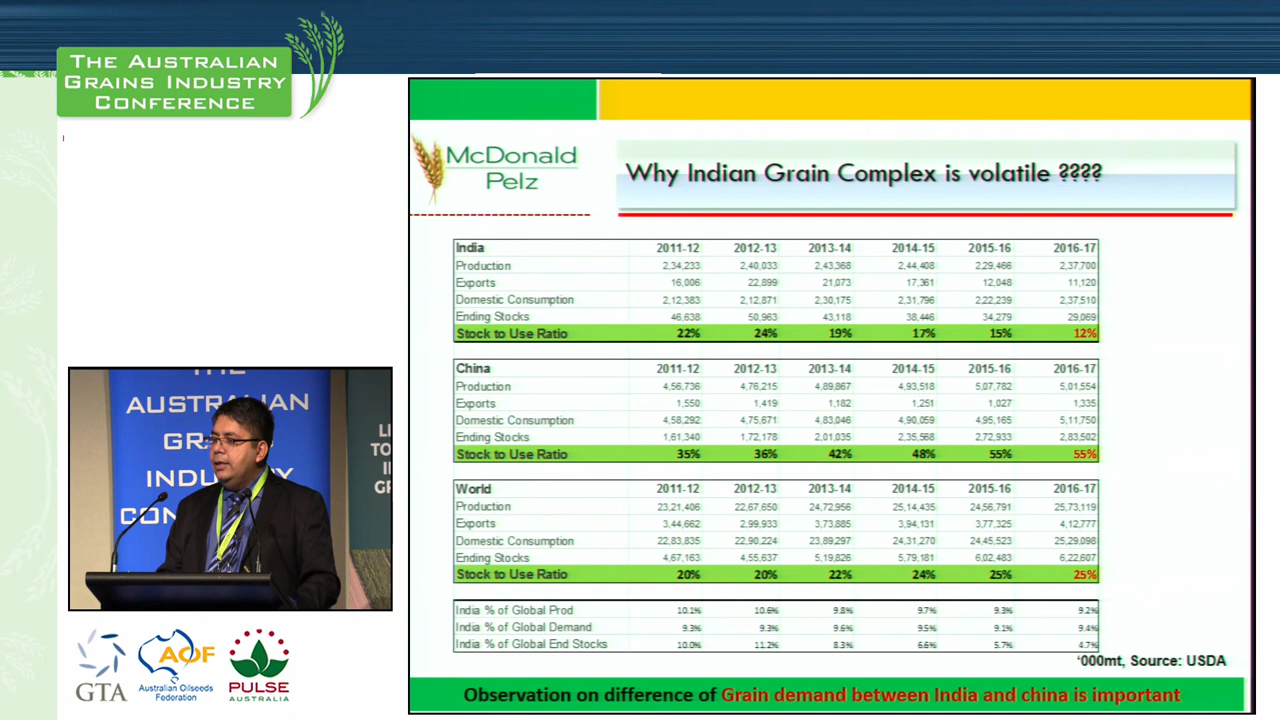 THE AUSTRALIAN
GRAINS INDUSTRY
CONFERENCE
McDonald
Pelz
Why Indian Grain Complex is volatile ????
India 2011-12 2012-13 2013-14 2014-15 2015-16 2016-17
Production 2,34,233 2,40,033 2,43,368 2,44,408 2,29,466 2,37,700
Exports 16,006 22,899 21,073 17,361 12,048 11,120
Domestic Consumption 2,12,383 2,12,871 2,30,175 2,31,796 2,22,239 2,37,510
Ending Stocks 46,638 50,963 43,118 38,446 34,279 29,069
Stock to Use Ratio 22% 24% 19% 17% 15% 12%
China 2011-12 2012-13 2013-14 2014-15 2015-16 2016-17
Production 4,56,736 4,76,215 4,89,867 4,93,518 5,07,782 5,01,554
Exports 1,550 1,419 1,182 1,251 1,027 1,335
Domestic Consumption 4,58,292 4,75,671 4,83,046 4,90,059 4,95,165 5,11,750
Ending Stocks 1,61,340 1,72,178 2,01,035 2,35,568 2,72,933 2,83,502
Stock to Use Ratio 35% 36% 42% 48% 55% 55%
World 2011-12 2012-13 2013-14 2014-15 2015-16 2016-17
Production 23,21,406 22,67,650 24,72,956 25,14,435 24,56,791 25,73,119
Exports 3,44,662 2,99,933 3,73,885 3,94,131 3,77,325 4,12,777
Domestic Consumption 22,83,835 22,90,224 23,89,297 24,31,270 24,45,523 25,29,098
Ending Stocks 4,67,163 4,55,637 5,19,826 5,79,181 6,02,483 6,22,607
Stock to Use Ratio 20% 20% 22% 24% 25% 25%
India % of Global Prod 10.1% 10.6% 9.8% 9.7% 9.3% 9.2%
India % of Global Demand 9.3% 9.3% 9.6% 9.5% 9.1% 9.4%
India % of Global End Stocks 10.0% 11.2% 8.3% 6.6% 5.7% 4.7%
'000mt, Source: USDA
Observation on difference of Grain demand between India and china is important
THE
AUSTRALIAN
GRA
INDU
Y
CON
GTA
AOF
Australian Oilseeds
Federation
PULSE
AUSTRALIA